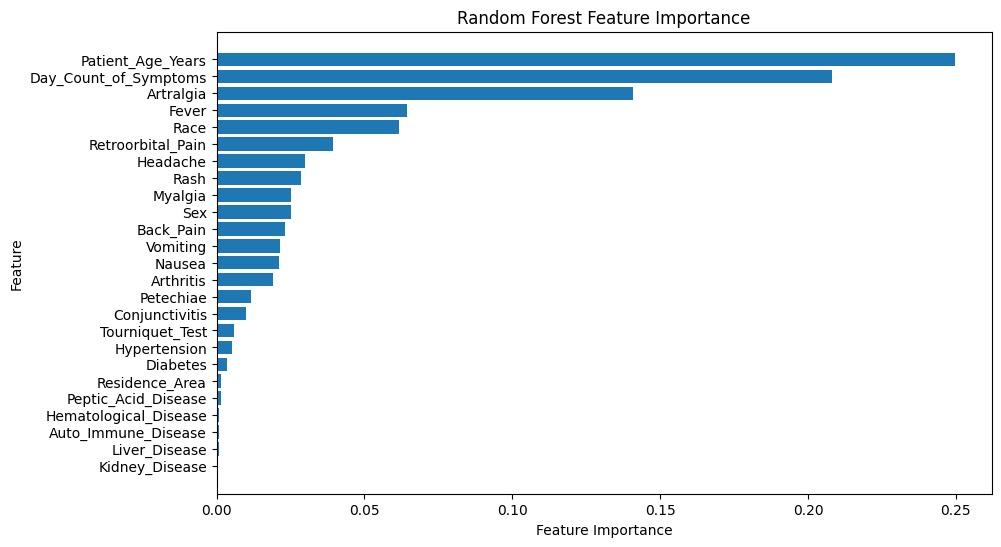 Random Forest Feature Importance
Patient_Age_Years
Day_Count_of_Symptoms
Artralgia
Fever
Race
Retroorbital_Pain
Headache
Rash
Myalgia
Sex
Back_Pain
Vomiting
Nausea
Arthritis
Petechiae
Conjunctivitis
Tourniquet_Test
Hypertension
Diabetes
Residence_Area
Peptic_Acid_Disease
Hematological_Disease
Auto_Immune_Disease
Liver_Disease
Kidney_Disease
Feature
0.00 0.05 0.10 0.15 0.20 0.25
Feature Importance